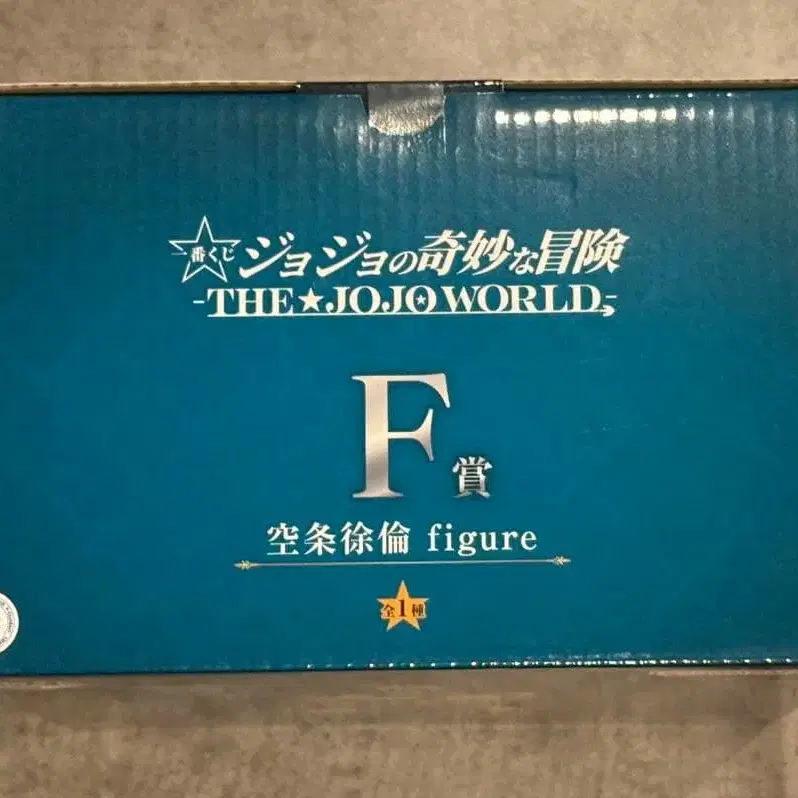 一番くじ ジョジョの奇妙な冒険
-THE★JOJO WORLD-
F賞
空条徐倫 figure
全1種